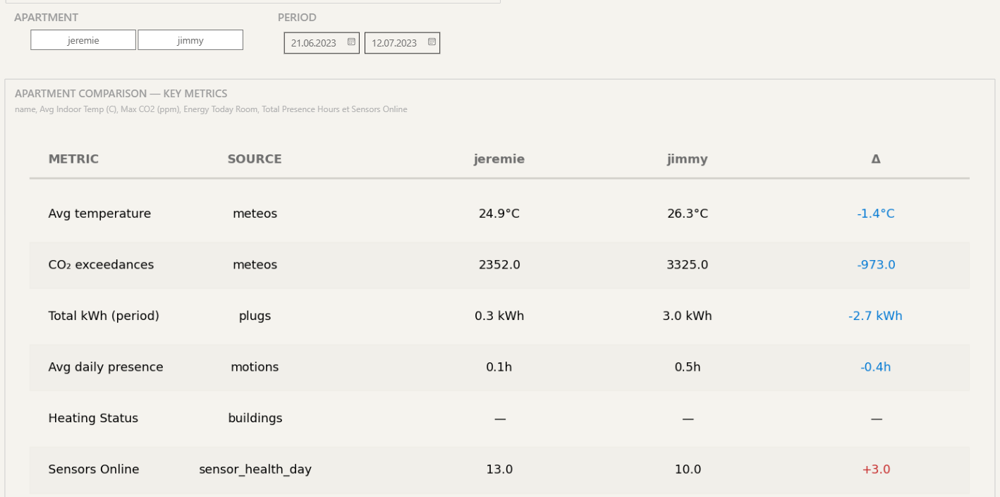 APARTMENT PERIOD
jeremie jimmy 21.06.2023 12.07.2023
APARTMENT COMPARISON — KEY METRICS
name, Avg Indoor Temp (C), Max CO2 (ppm), Energy Today Room, Total Presence Hours et Sensors Online
METRIC SOURCE jeremie jimmy Δ
Avg temperature meteos 24.9°C 26.3°C -1.4°C
CO₂ exceedances meteos 2352.0 3325.0 -973.0
Total kWh (period) plugs 0.3 kWh 3.0 kWh -2.7 kWh
Avg daily presence motions 0.1h 0.5h -0.4h
Heating Status buildings — — —
Sensors Online sensor_health_day 13.0 10.0 +3.0